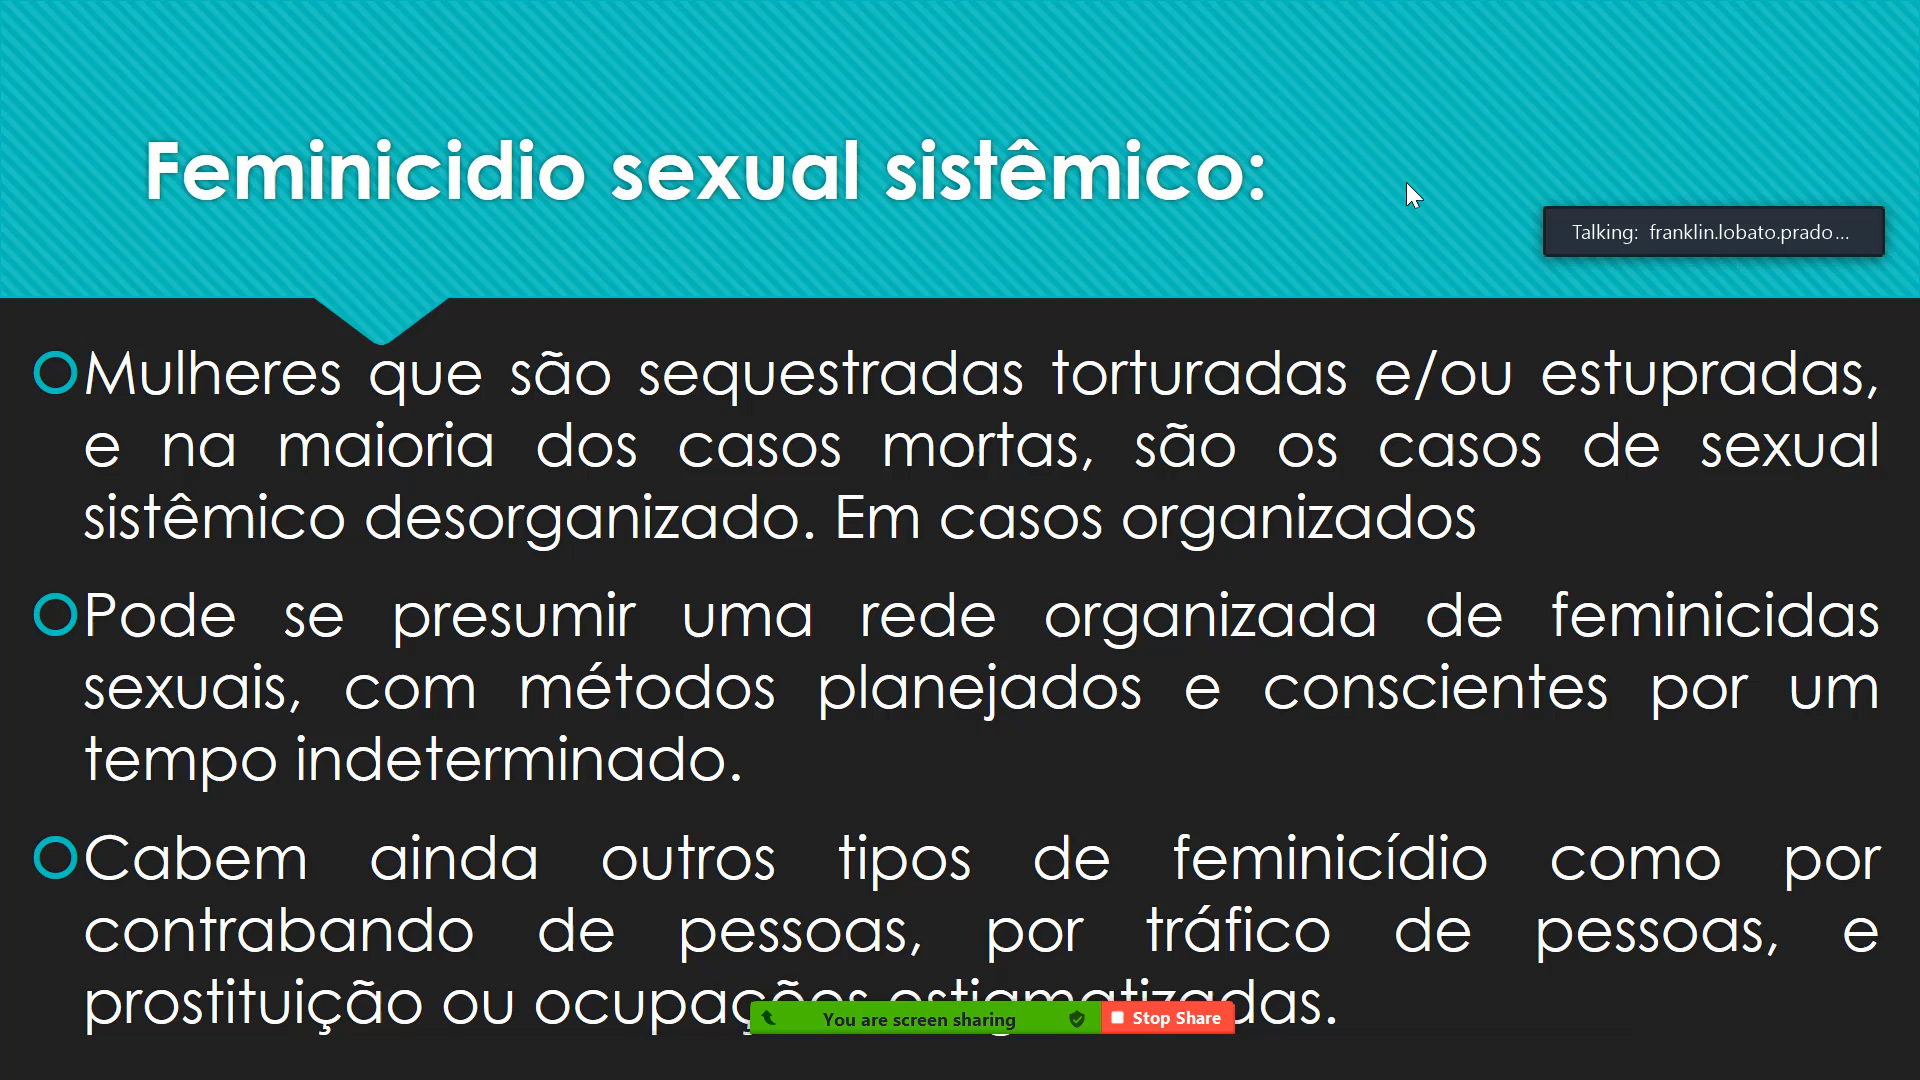 Feminicidio sexual sistêmico:
Talking: franklin.lobato.prado...
Mulheres que são sequestradas torturadas e/ou estupradas,
e na maioria dos casos mortas, são os casos de sexual
sistêmico desorganizado. Em casos organizados
Pode se presumir uma rede organizada de feminicidas
sexuais, com métodos planejados e conscientes por um
tempo indeterminado.
Cabem ainda outros tipos de feminicídio como por
contrabando de pessoas, por tráfico de pessoas, e
prostituição ou ocupações estigmatizadas.
You are screen sharing Stop Share